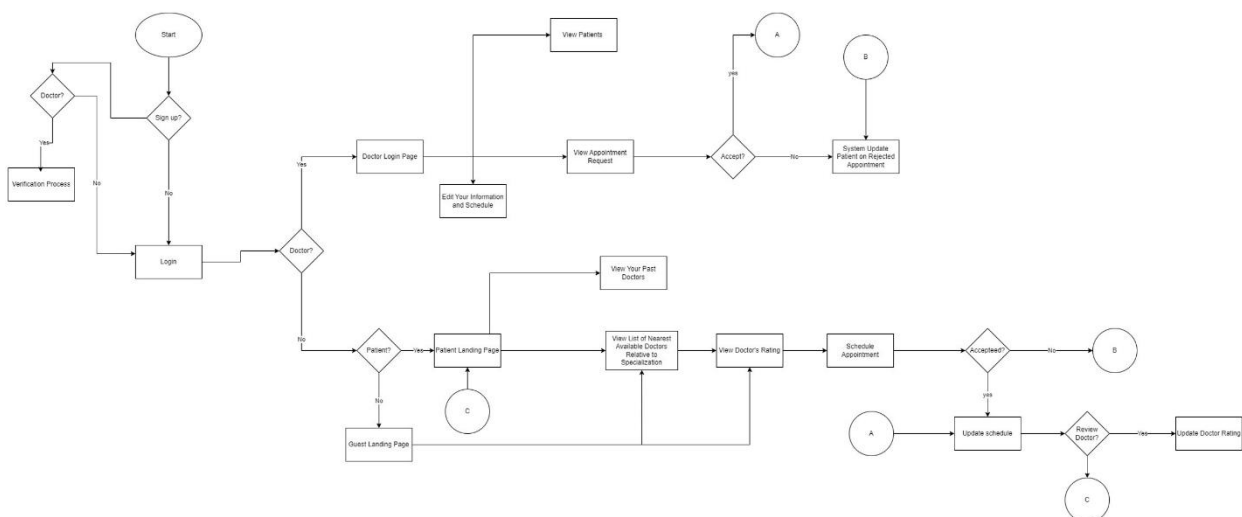 Start
View Patients
A
B
Doctor?
Sign up?
Yes
Verification Process
No
No
Login
Doctor?
Yes
Doctor Login Page
View Appointment
Request
Accept?
yes
No
System Update
Patient on Rejected
Appointment
Edit Your Information
and Schedule
View Your Past
Doctors
No
Patient?
Yes
Patient Landing Page
View List of Nearest
Available Doctors
Relative to
Specialization
View Doctor's Rating
Schedule
Appointment
Accepteed?
No
B
No
C
yes
Guest Landing Page
A
Update schedule
Review
Doctor?
Yes
Update Doctor Rating
C